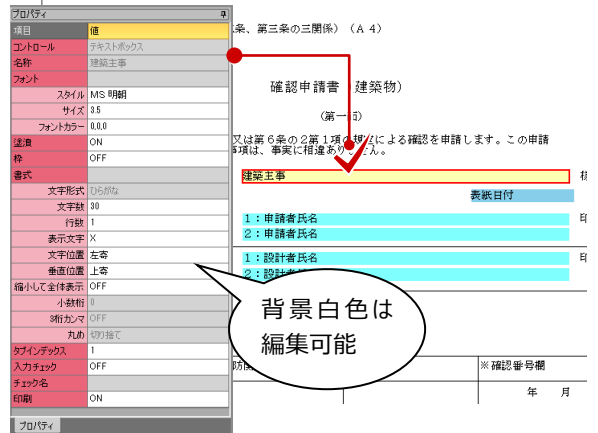 プロパティ
項目 値
コントロール テキストボックス
名称 建築主事
フォント
スタイル MS 明朝
サイズ 8.5
フォントカラー 0,0,0
塗潰 ON
枠 OFF
書式
文字形式 ひらがな
文字数 30
行数 1
表示文字 X
文字位置 左寄
垂直位置 上寄
縮小して全体表示 OFF
小数桁 0
3桁カンマ OFF
丸め 切り捨て
タブインデックス 1
入力チェック OFF
チェック名
印刷 ON
プロパティ
条、第三条の三関係)(A4)
確認申請書 建築物)
(第一面)
又は第6条の2第1項の規定による確認を申請します。この申請
事項は、事実に相違ありません。
建築主事
表紙日付
1:申請者氏名 印
2:申請者氏名
1:設計者氏名 印
2:設計者氏名
背景白色は
編集可能
※確認番号欄
年 月